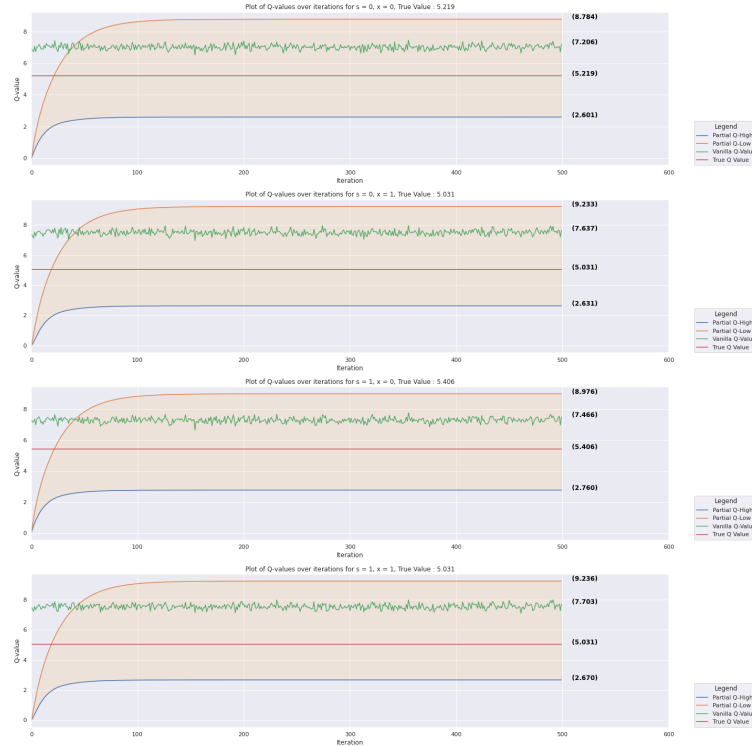 Plot of Q-values over iterations for s = 0, x = 0, True Value : 5.219
(8.784)
8
(7.206)
6
(5.219)
Q-value
4
(2.601)
2
0
0 100 200 300 400 500 600
Iteration
Legend
Partial Q-High
Partial Q-Low
Vanilla Q-Valu
True Q Value
Plot of Q-values over iterations for s = 0, x = 1, True Value : 5.031
(9.233)
8
(7.637)
6
(5.031)
Q-value
4
(2.631)
2
0
0 100 200 300 400 500 600
Iteration
Legend
Partial Q-High
Partial Q-Low
Vanilla Q-Valu
True Q Value
Plot of Q-values over iterations for s = 1, x = 0, True Value : 5.406
(8.976)
8
(7.466)
6
(5.406)
Q-value
4
(2.760)
2
0
0 100 200 300 400 500 600
Iteration
Legend
Partial Q-High
Partial Q-Low
Vanilla Q-Valu
True Q Value
Plot of Q-values over iterations for s = 1, x = 1, True Value : 5.031
(9.236)
8
(7.703)
6
(5.031)
Q-value
4
(2.670)
2
0
0 100 200 300 400 500 600
Iteration
Legend
Partial Q-High
Partial Q-Low
Vanilla Q-Valu
True Q Value